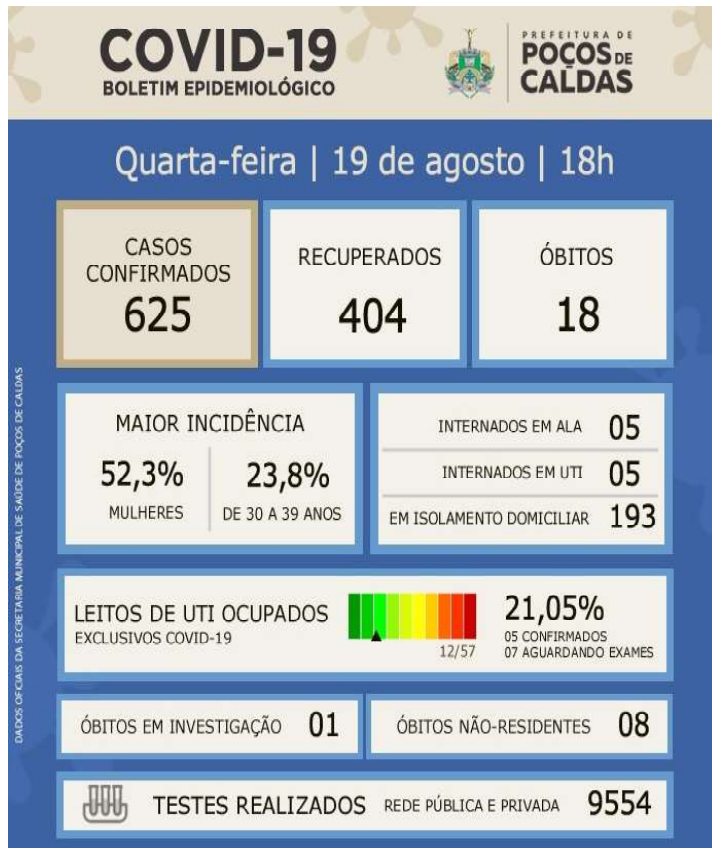 COVID-19
BOLETIM EPIDEMIOLÓGICO
PREFEITURA DE
POÇOS DE
CALDAS
Quarta-feira | 19 de agosto | 18h
CASOS
CONFIRMADOS
625
RECUPERADOS
404
ÓBITOS
18
MAIOR INCIDÊNCIA
52,3%
MULHERES
23,8%
DE 30 A 39 ANOS
INTERNADOS EM ALA 05
INTERNADOS EM UTI 05
EM ISOLAMENTO DOMICILIAR 193
LEITOS DE UTI OCUPADOS
EXCLUSIVOS COVID-19
12/57
21,05%
05 CONFIRMADOS
07 AGUARDANDO EXAMES
ÓBITOS EM INVESTIGAÇÃO 01
ÓBITOS NÃO-RESIDENTES 08
TESTES REALIZADOS REDE PÚBLICA E PRIVADA 9554
DADOS OFICIAIS DA SECRETARIA MUNICIPAL DE SAÚDE DE POÇOS DE CALDAS